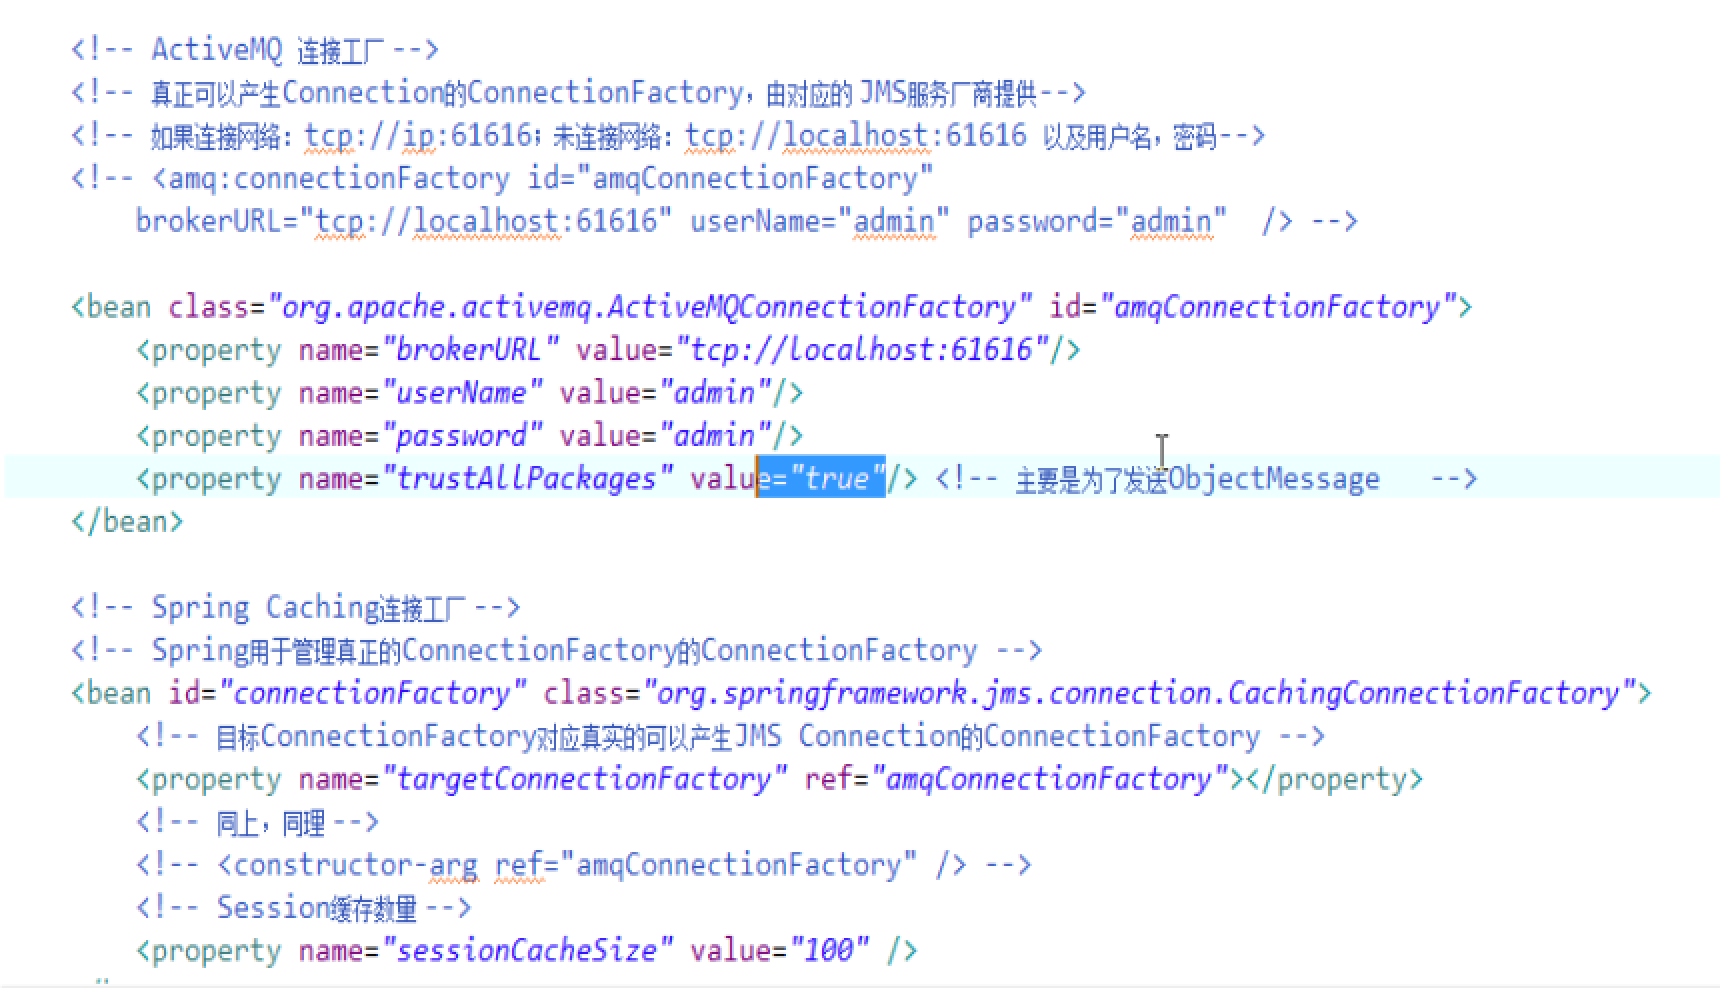 <!-- ActiveMQ 连接工厂 -->
<!-- 真正可以产生Connection的ConnectionFactory，由对应的 JMS服务厂商提供-->
<!-- 如果连接网络：tcp://ip:61616；未连接网络：tcp://localhost:61616 以及用户名，密码-->
<!-- <amq:connectionFactory id="amqConnectionFactory"
brokerURL="tcp://localhost:61616" userName="admin" password="admin"  /> -->
<bean class="org.apache.activemq.ActiveMQConnectionFactory" id="amqConnectionFactory">
<property name="brokerURL" value="tcp://localhost:61616"/>
<property name="userName" value="admin"/>
<property name="password" value="admin"/>
<property name="trustAllPackages" value="true"/> <!-- 主要是为了发送ObjectMessage   -->
</bean>
<!-- Spring Caching连接工厂 -->
<!-- Spring用于管理真正的ConnectionFactory的ConnectionFactory -->
<bean id="connectionFactory" class="org.springframework.jms.connection.CachingConnectionFactory">
<!-- 目标ConnectionFactory对应真实的可以产生JMS Connection的ConnectionFactory -->
<property name="targetConnectionFactory" ref="amqConnectionFactory"></property>
<!-- 同上，同理 -->
<!-- <constructor-arg ref="amqConnectionFactory" /> -->
<!-- Session缓存数量 -->
<property name="sessionCacheSize" value="100" />